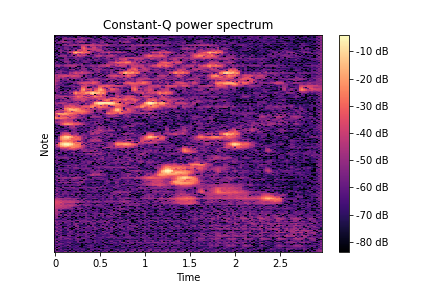 Constant-Q power spectrum
Note
-10 dB
-20 dB
-30 dB
-40 dB
-50 dB
-60 dB
-70 dB
-80 dB
0
0.5
1
1.5
2
2.5
Time